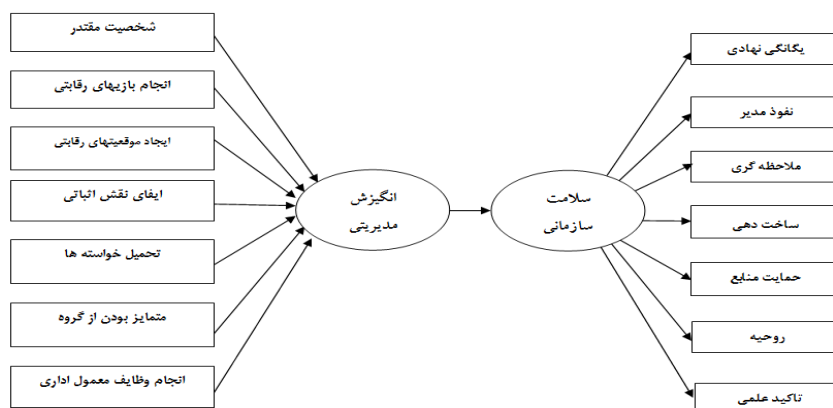 شخصیت مقتدر
انجام بازیهای رقابتی
ایجاد موقعیتهای رقابتی
ایفای نقش اثباتی
تحمیل خواسته ها
متمایز بودن از گروه
انجام وظایف معمول اداری
انگیزش
مدیریتی
سلامت
سازمانی
یگانگی نهادی
نفوذ مدیر
ملاحظه گری
ساخت دهی
حمایت منابع
روحیه
تاکید علمی